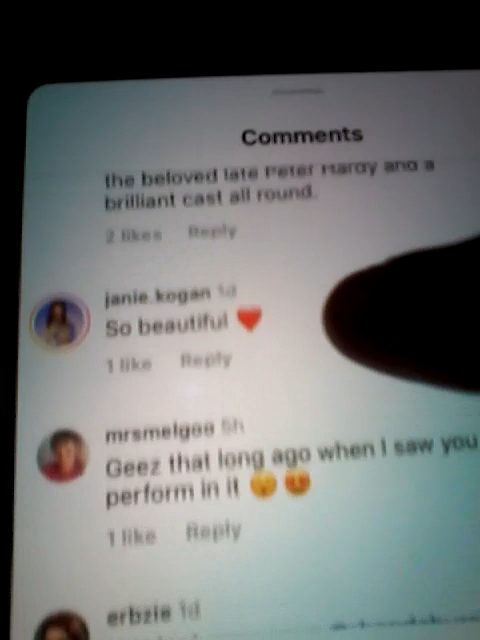 Comments
the beloved late Peter Hardy and a
brilliant cast all round.
2 likes Reply
janie.kogan 1d
So beautiful ❤️
1 like Reply
mrsmelgee 5h
Geez that long ago when I saw you
perform in it
1 like Reply
erbzie 1d